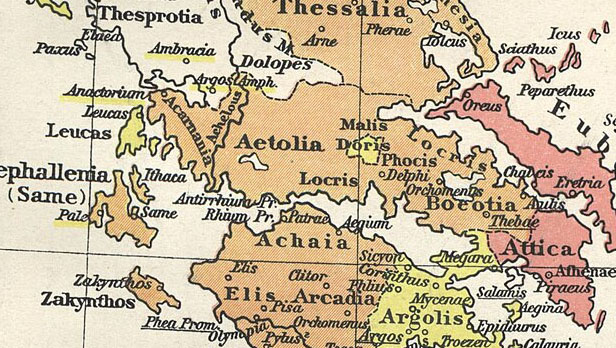 Thesprotia
Thessalia
Elaea
Paxus
Ambracia
Arne
Pherae
Iolcus
Icus
Sciathus
Dolopes
Peparethus
Anactorium
Argos Amph.
Oreus
Leucas
Leucas
Acarnania
Achelous
Malis
Doris
Aetolia
Locris
Eub
Phocis
Delphi
Chalcis
Eretria
ephallenia
(Same)
Ithaca
Locris
Orchomenus
Boeotia
Aulis
Antirrhium Pr.
Rhium Pr.
Patrae
Aegium
Thebae
Pale
Same
Achaia
Sicyon
Megara
Attica
Corinthus
Athenae
Elis
Clitor
Phlius
Piraeus
Zakynthos
Zakynthos
Elis
Arcadia
Mycenae
Salamis
Pisa
Orchomenus
Argolis
Aegina
Phea Prom.
Olympia
Epidaurus
Pylus
Argos
Troezen
Calauria